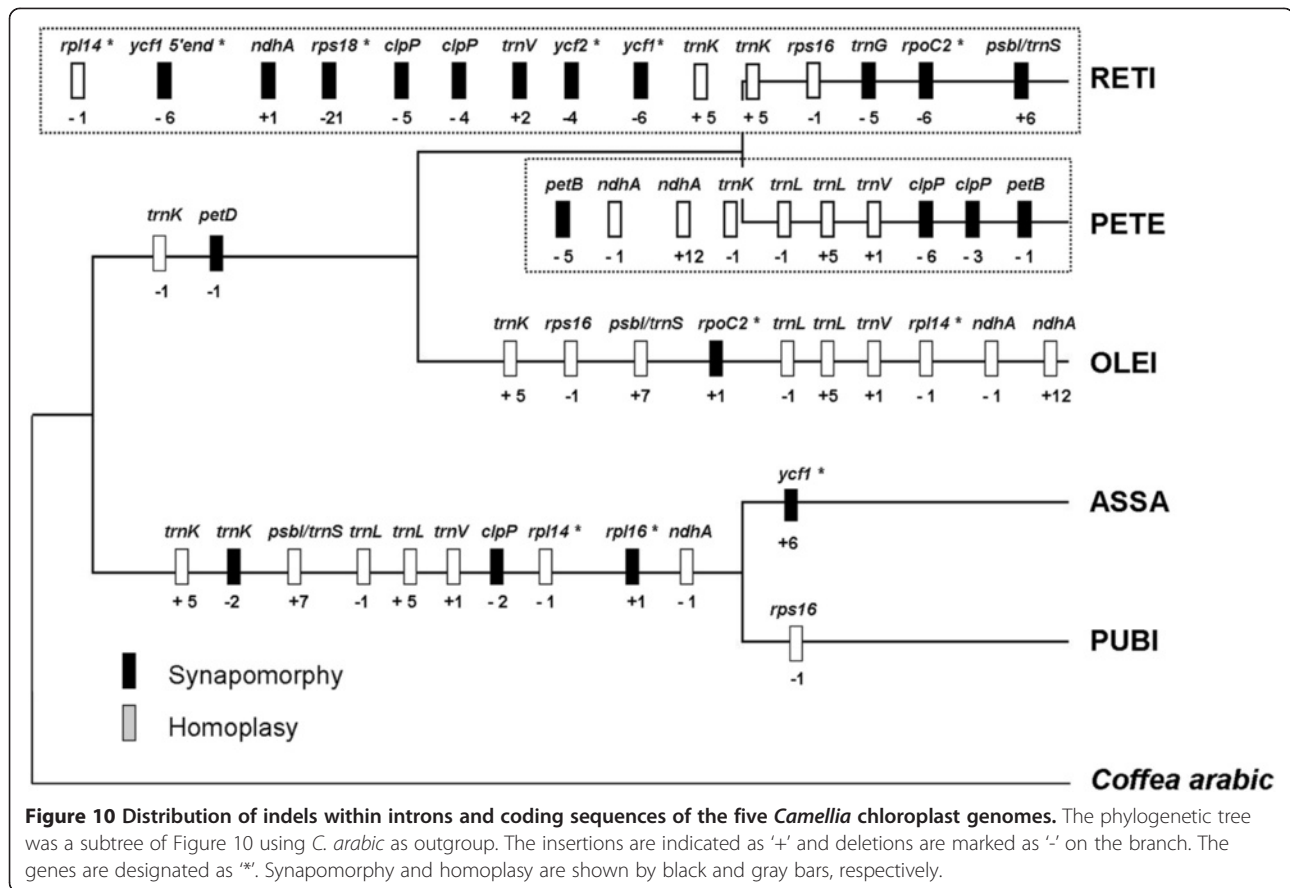 rpl14 * ycf1 5'end * ndhA rps18 * clpP clpP trnV ycf2 * ycf1* trnK trnK rps16 trnG rpoC2 * psbI/trnS
RETI
- 1 - 6 +1 -21 - 5 - 4 +2 -4 -6 + 5 + 5 -1 - 5 -6 +6
petB ndhA ndhA trnK trnL trnL trnV clpP clpP petB
PETE
- 5 - 1 +12 -1 -1 +5 +1 - 6 - 3 - 1
trnK petD
-1 -1
trnK rps16 psbI/trnS rpoC2 * trnL trnL trnV rpl14 * ndhA ndhA
OLEI
+ 5 -1 +7 +1 -1 +5 +1 - 1 - 1 +12
ycf1 *
ASSA
+6
trnK trnK psbI/trnS trnL trnL trnV clpP rpl14 * rpl16 * ndhA
+ 5 -2 +7 -1 + 5 +1 - 2 - 1 +1 - 1
rps16
PUBI
-1
Synapomorphy
Homoplasy
Coffea arabic
Figure 10 Distribution of indels within introns and coding sequences of the five Camellia chloroplast genomes. The phylogenetic tree
was a subtree of Figure 10 using C. arabic as outgroup. The insertions are indicated as ‘+’ and deletions are marked as ‘-’ on the branch. The
genes are designated as ‘*’. Synapomorphy and homoplasy are shown by black and gray bars, respectively.